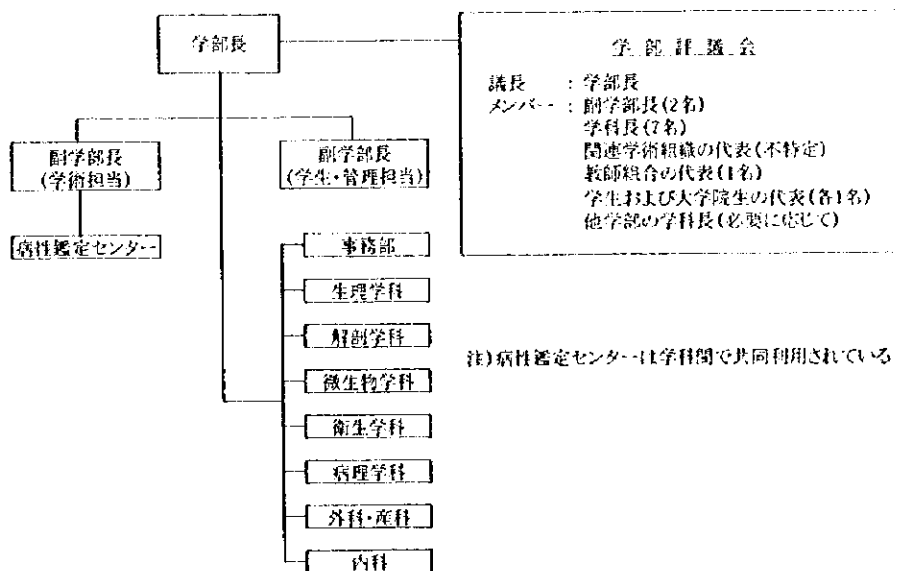 学部長
学部評議会
議長 : 学部長
メンバー : 副学部長(2名)
学科長(7名)
関連学術組織の代表(不特定)
教師組合の代表(1名)
学生および大学院生の代表(各1名)
他学部の学科長(必要に応じて)
副学部長
(学術担当)
副学部長
(学生・管理担当)
病性鑑定センター
事務部
生理学科
解剖学科
微生物学科
衛生学科
病理学科
外科・産科
内科
注)病性鑑定センターは学科間で共同利用されている